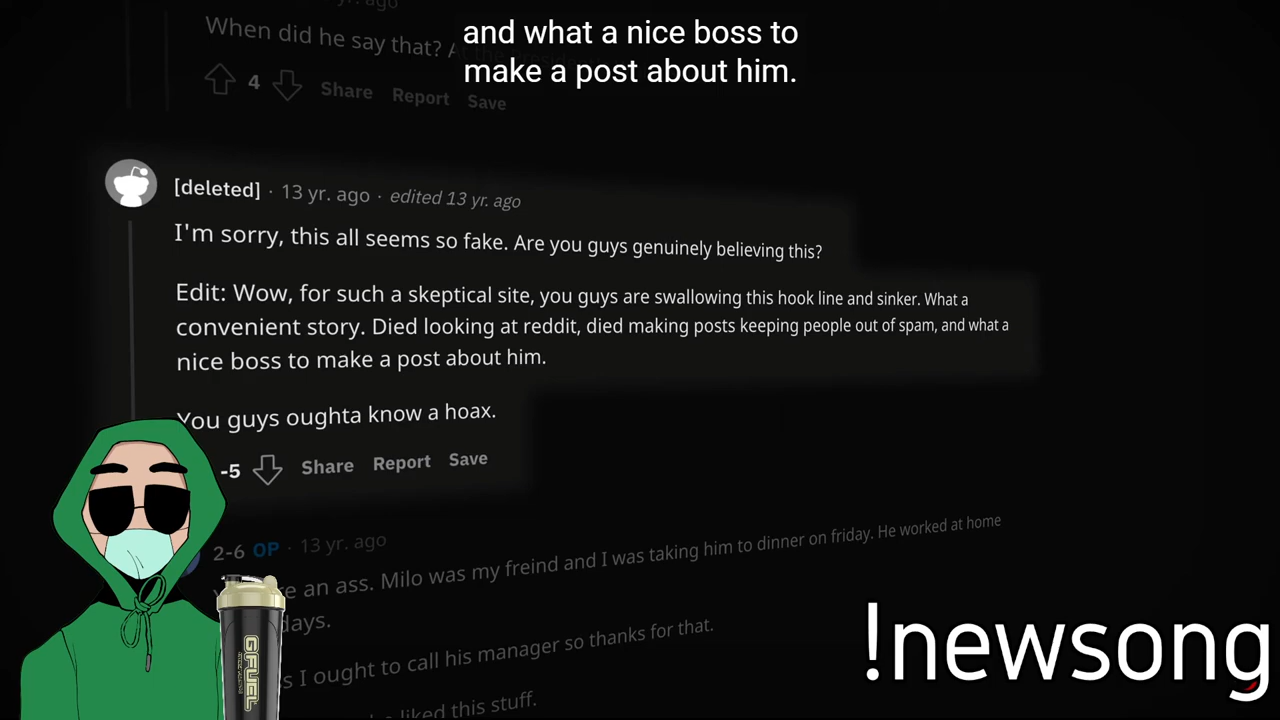 and what a nice boss to
make a post about him.
yr. ago
When did he say that?
4 Share Report Save
[deleted] · 13 yr. ago · edited 13 yr. ago
I'm sorry, this all seems so fake. Are you guys genuinely believing this?
Edit: Wow, for such a skeptical site, you guys are swallowing this hook line and sinker. What a
convenient story. Died looking at reddit, died making posts keeping people out of spam, and what a
nice boss to make a post about him.
You guys oughta know a hoax.
-5 Share Report Save
2-6 OP · 13 yr. ago
an ass. Milo was my freind and I was taking him to dinner on friday. He worked at home
days.
I ought to call his manager so thanks for that.
liked this stuff.
GFUEL
!newsong